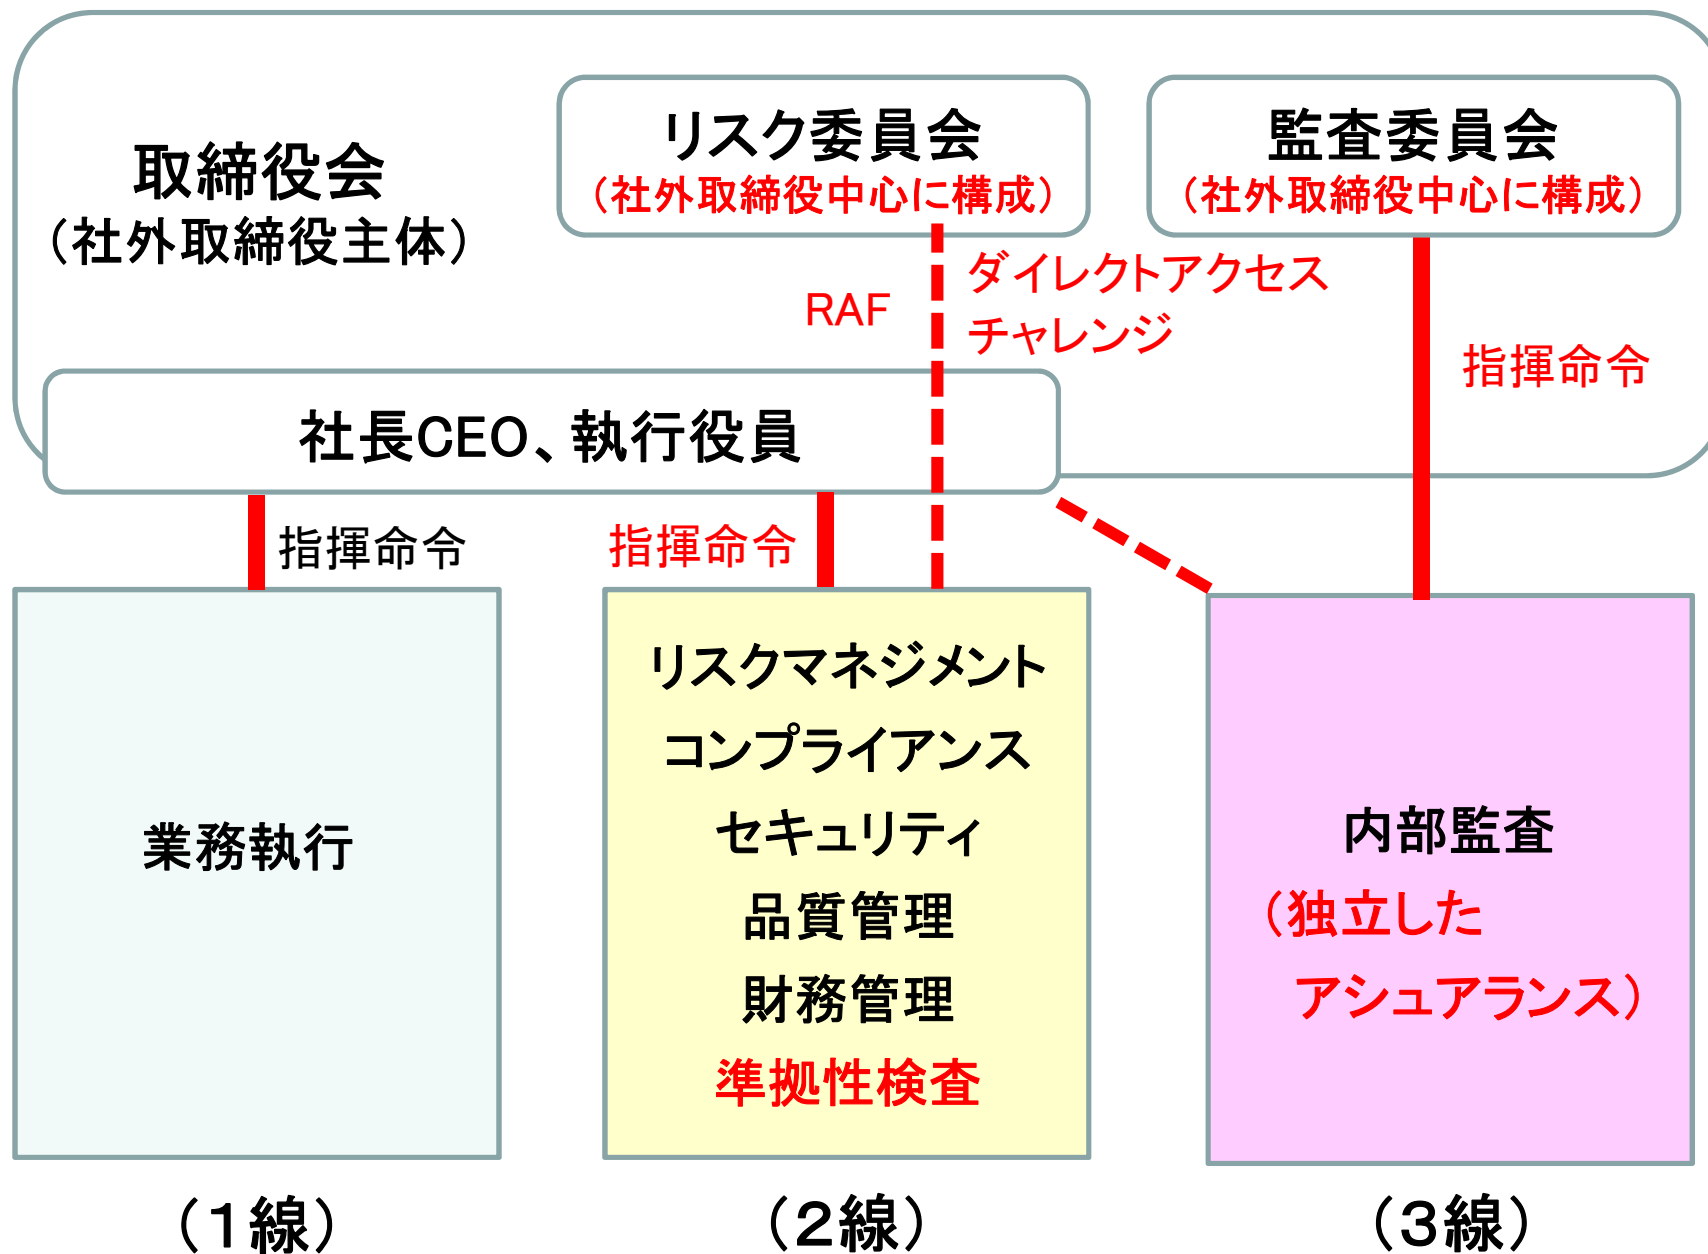 取締役会
（社外取締役主体）
リスク委員会
（社外取締役中心に構成）
監査委員会
（社外取締役中心に構成）
RAF
ダイレクトアクセス
チャレンジ
指揮命令
社長CEO、執行役員
指揮命令
指揮命令
業務執行
リスクマネジメント
コンプライアンス
セキュリティ
品質管理
財務管理
準拠性検査
内部監査
（独立した
アシュアランス）
（1線）
（2線）
（3線）